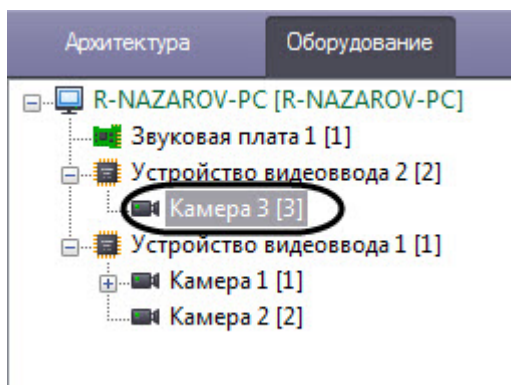 Архитектура Оборудование
R-NAZAROV-PC [R-NAZAROV-PC]
Звуковая плата 1 [1]
Устройство видеоввода 2 [2]
Камера 3 [3]
Устройство видеоввода 1 [1]
Камера 1 [1]
Камера 2 [2]